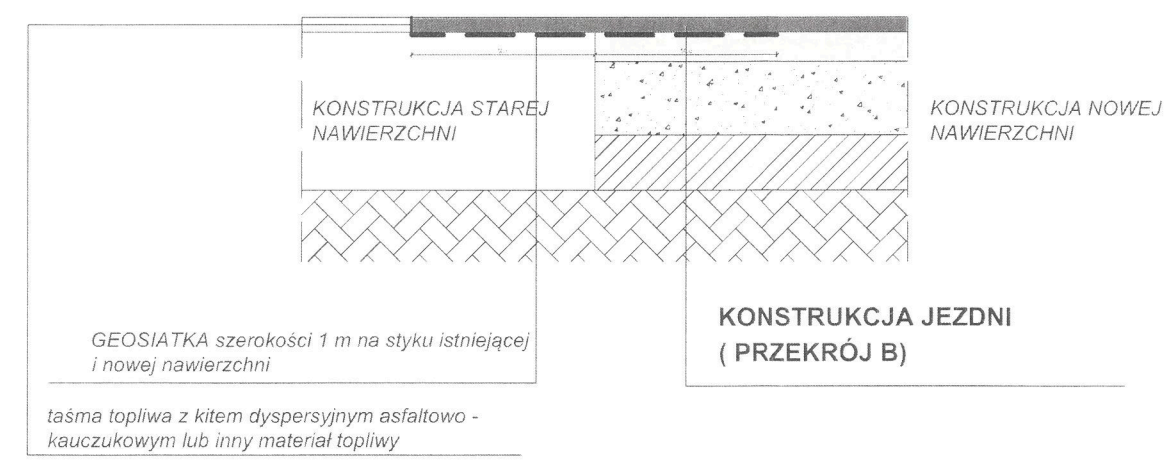 KONSTRUKCJA STAREJ
NAWIERZCHNI
KONSTRUKCJA NOWEJ
NAWIERZCHNI
KONSTRUKCJA JEZDNI
( PRZEKRÓJ B)
GEOSIATKA szerokości 1 m na styku istniejącej
i nowej nawierzchni
taśma topliwa z kitem dyspersyjnym asfaltowo -
kauczukowym lub inny materiał topliwy